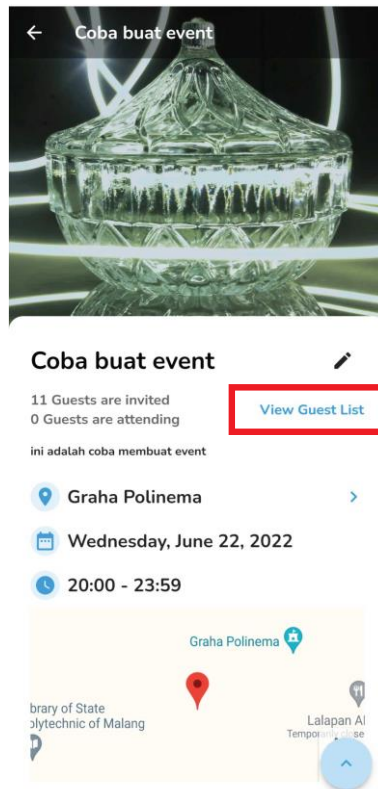 Coba buat event
Coba buat event
11 Guests are invited
0 Guests are attending
View Guest List
ini adalah coba membuat event
Graha Polinema
Wednesday, June 22, 2022
20:00 - 23:59
Graha Polinema
brary of State
olytechnic of Malang
Lalapan Al
Temporarily close